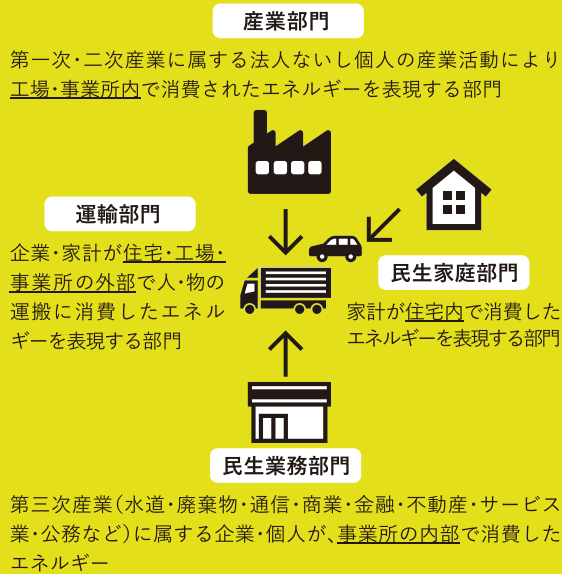 産業部門
第一次・二次産業に属する法人ないし個人の産業活動により
工場・事業所内で消費されたエネルギーを表現する部門
運輸部門
企業・家計が住宅・工場・
事業所の外部で人・物の
運搬に消費したエネル
ギーを表現する部門
民生家庭部門
家計が住宅内で消費した
エネルギーを表現する部門
民生業務部門
第三次産業(水道・廃棄物・通信・商業・金融・不動産・サービス
業・公務など)に属する企業・個人が、事業所の内部で消費した
エネルギー